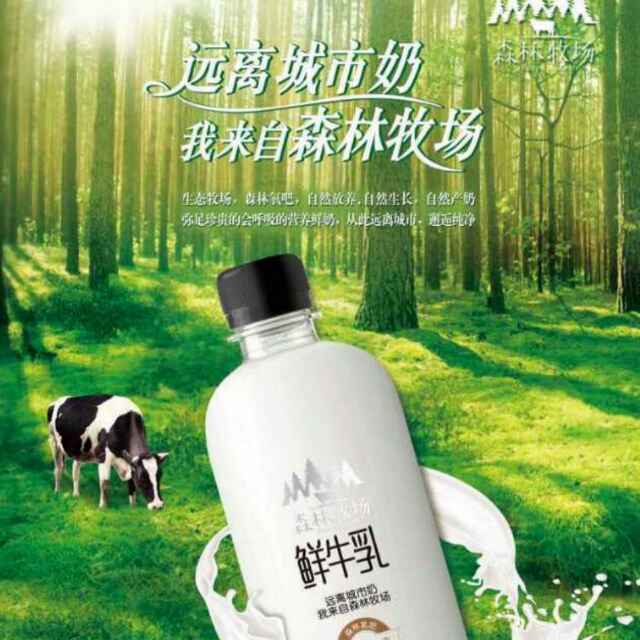 森林牧场
远离城市奶
我来自森林牧场
生态牧场，森林氧吧，自然放养，自然生长，自然产奶
弥足珍贵的会呼吸的营养鲜奶，从此远离城市，邂逅纯净
森林牧场
鲜牛乳
远离城市奶
我来自森林牧场